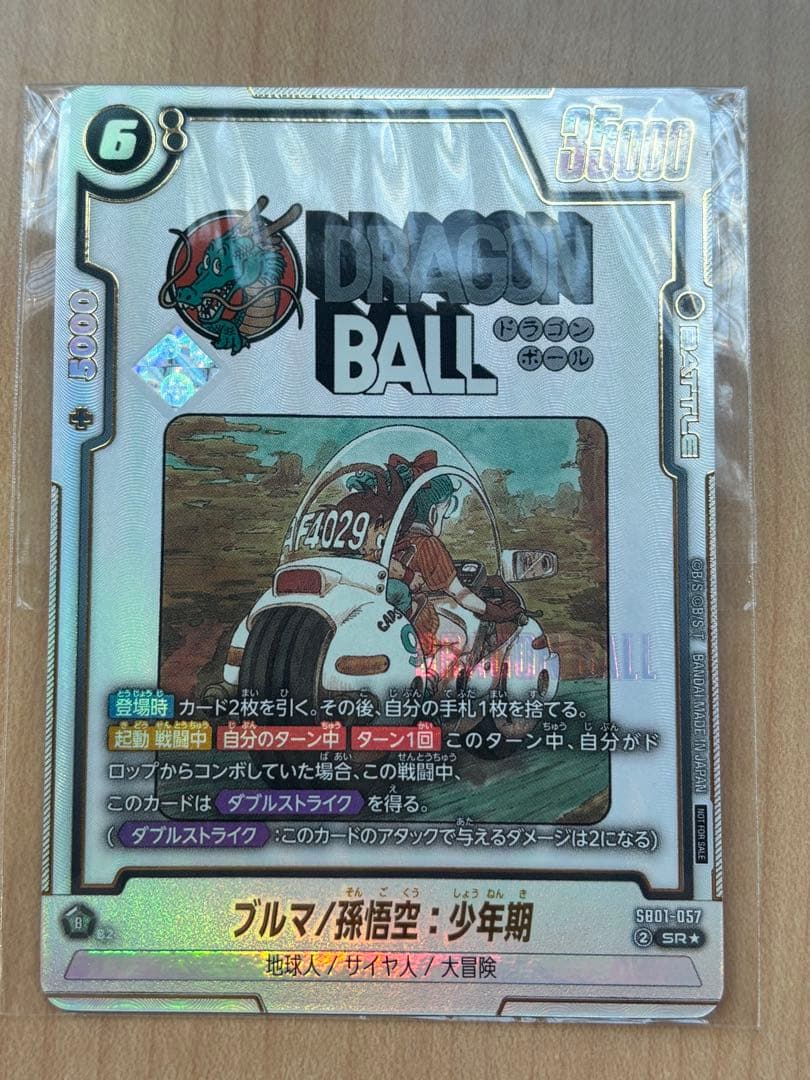 6
35000
5000
BATTLE
DRAGON
BALL
ドラゴン
ボール
AF4029
CAPS
DRAGON BALL
登場時 カード2枚を引く。その後、自分の手札1枚を捨てる。
起動 戦闘中 自分のターン中 ターン1回 このターン中、自分がド
ロップからコンボしていた場合、この戦闘中、
このカードは ダブルストライク を得る。
( ダブルストライク :このカードのアタックで与えるダメージは2になる)
©B/S ©B/S・T BANDAI MADE IN JAPAN
NOT FOR SALE
ブルマ/孫悟空：少年期
SB01-057
② SR★
地球人/サイヤ人/大冒険